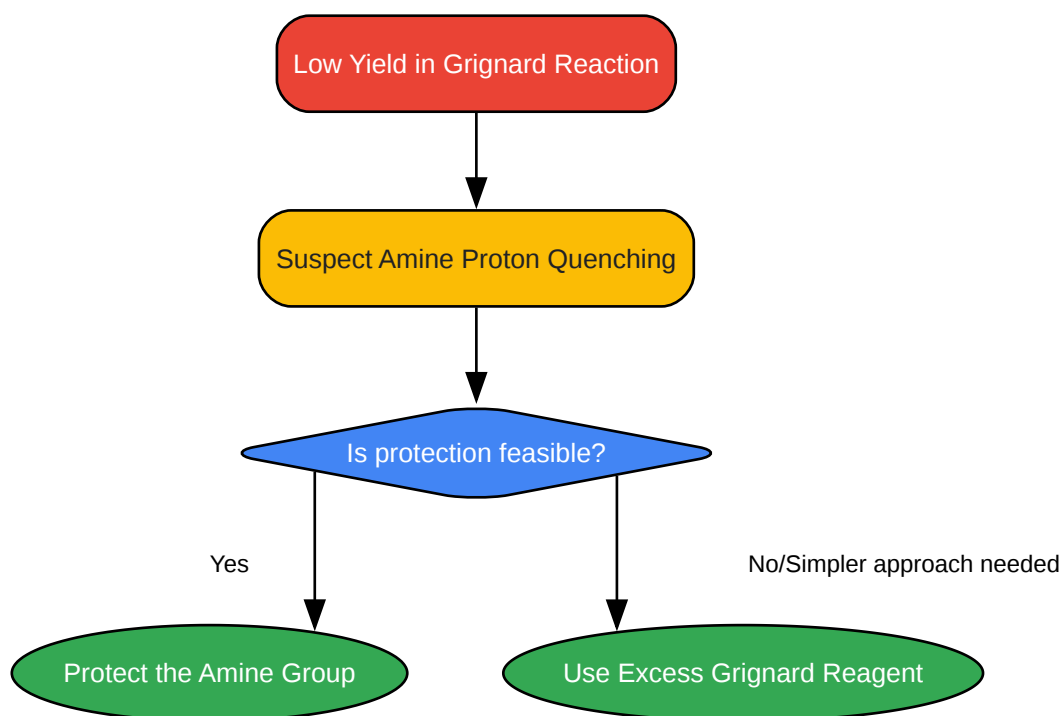 Low Yield in Grignard Reaction
Suspect Amine Proton Quenching
Is protection feasible?
Yes
No/Simpler approach needed
Protect the Amine Group
Use Excess Grignard Reagent